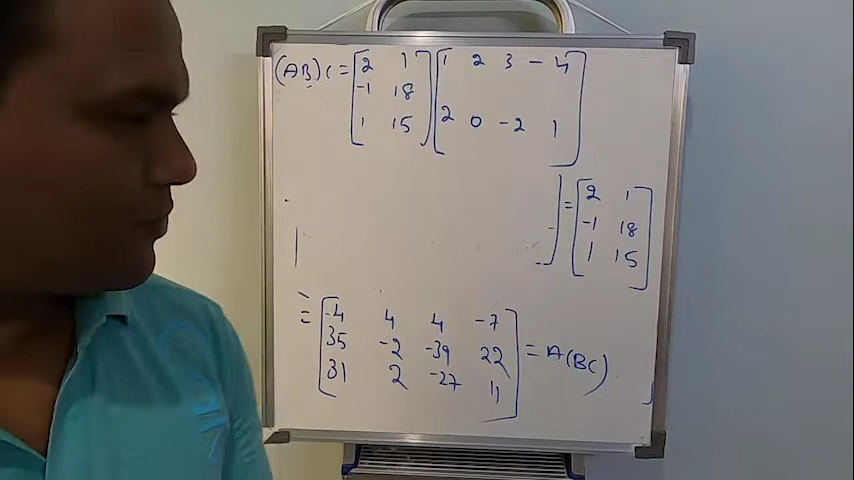 (AB)C = [2 1] [1 2 3 -4]
-1 18
1 15 2 0 -2 1
] = [2 1]
-1 18
1 15
= [-4 4 4 -7]
35 -2 -39 22 = A(BC)
31 2 -27 11